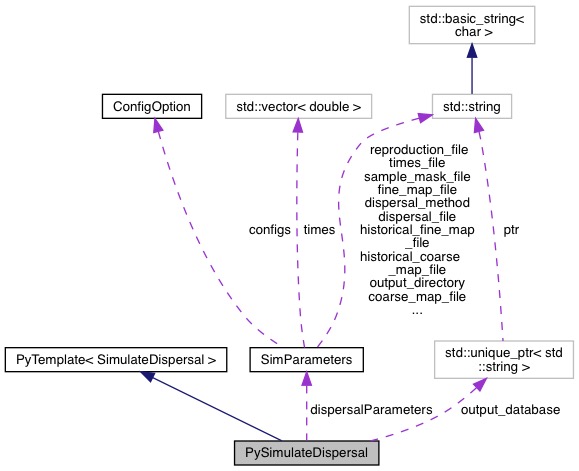 std::basic_string<
char >
ConfigOption
std::vector< double >
std::string
reproduction_file
times_file
sample_mask_file
fine_map_file
dispersal_method
dispersal_file
historical_fine_map
_file
historical_coarse
_map_file
output_directory
coarse_map_file
...
configs
times
ptr
PyTemplate< SimulateDispersal >
SimParameters
std::unique_ptr< std
::string >
dispersalParameters
output_database
PySimulateDispersal